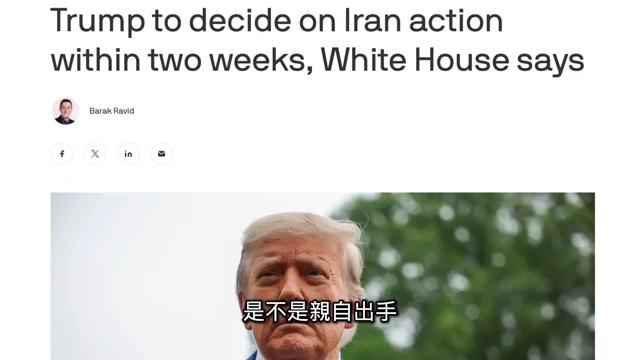 Trump to decide on Iran action
within two weeks, White House says
Barak Ravid
是不是親自出手